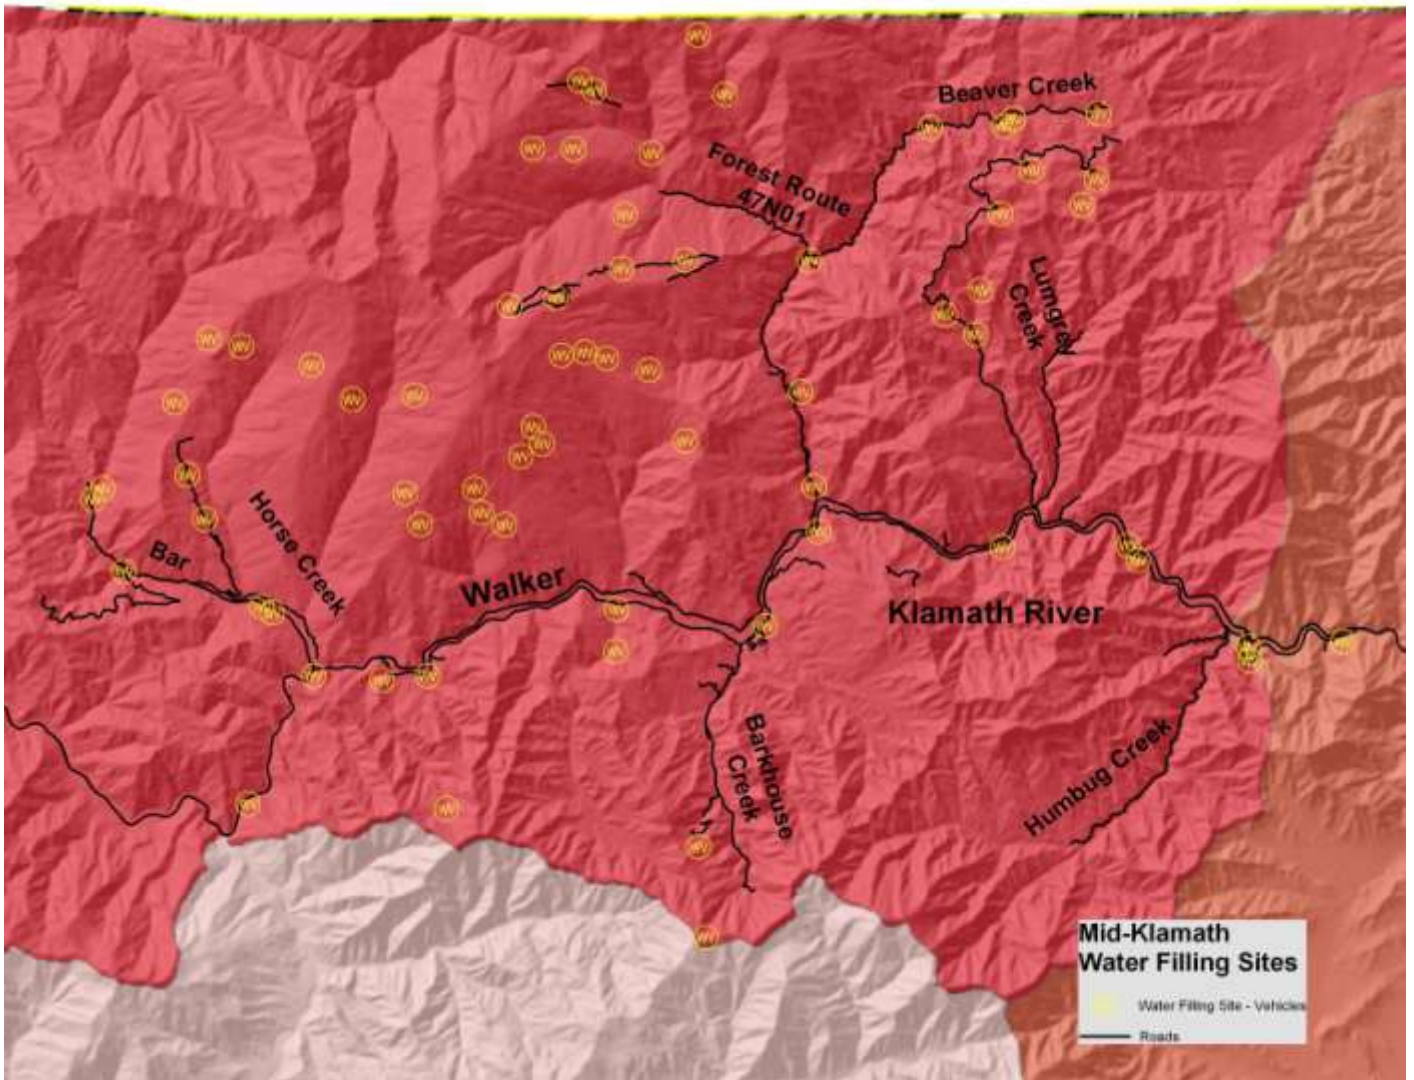 Beaver Creek
Forest Route
47N01
Lumgrey
Creek
Horse Creek
Bar
Walker
Klamath River
Barkhouse
Creek
Humbug Creek
Mid-Klamath
Water Filling Sites
Water Filling Site - Vehicles
Roads